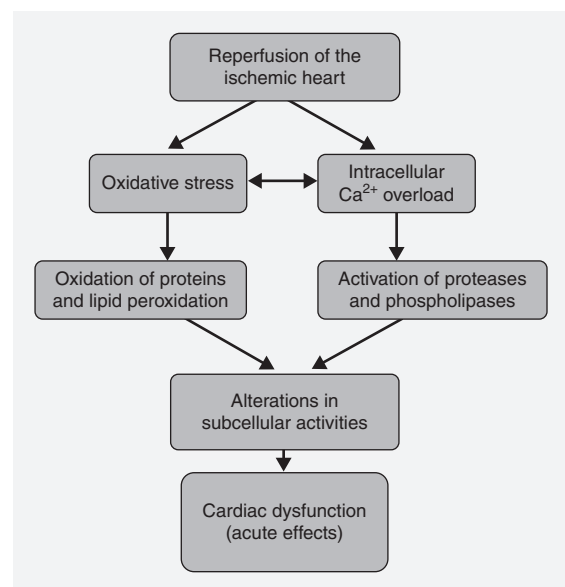 Reperfusion of the
ischemic heart
Oxidative stress
Intracellular
Ca²⁺ overload
Oxidation of proteins
and lipid peroxidation
Activation of proteases
and phospholipases
Alterations in
subcellular activities
Cardiac dysfunction
(acute effects)